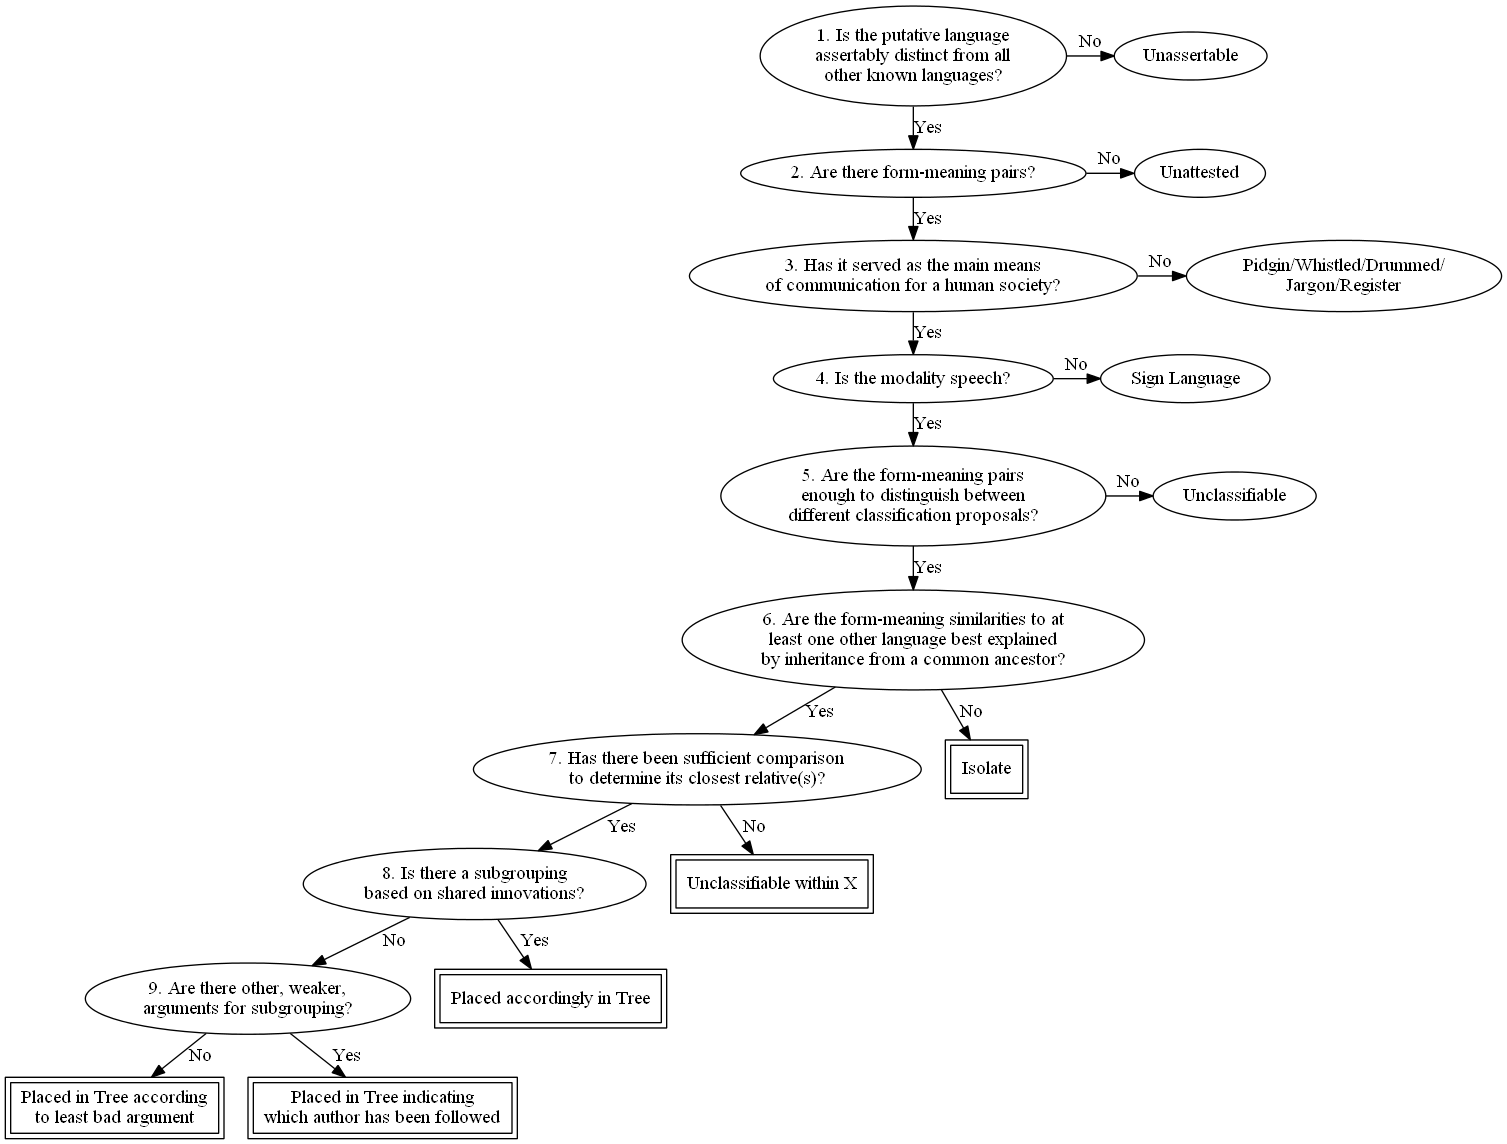 1. Is the putative language
assertably distinct from all
other known languages?
No
Unassertable
Yes
2. Are there form-meaning pairs?
No
Unattested
Yes
3. Has it served as the main means
of communication for a human society?
No
Pidgin/Whistled/Drummed/
Jargon/Register
Yes
4. Is the modality speech?
No
Sign Language
Yes
5. Are the form-meaning pairs
enough to distinguish between
different classification proposals?
No
Unclassifiable
Yes
6. Are the form-meaning similarities to at
least one other language best explained
by inheritance from a common ancestor?
Yes
No
7. Has there been sufficient comparison
to determine its closest relative(s)?
Isolate
Yes
No
8. Is there a subgrouping
based on shared innovations?
Unclassifiable within X
No
Yes
9. Are there other, weaker,
arguments for subgrouping?
Placed accordingly in Tree
No
Yes
Placed in Tree according
to least bad argument
Placed in Tree indicating
which author has been followed